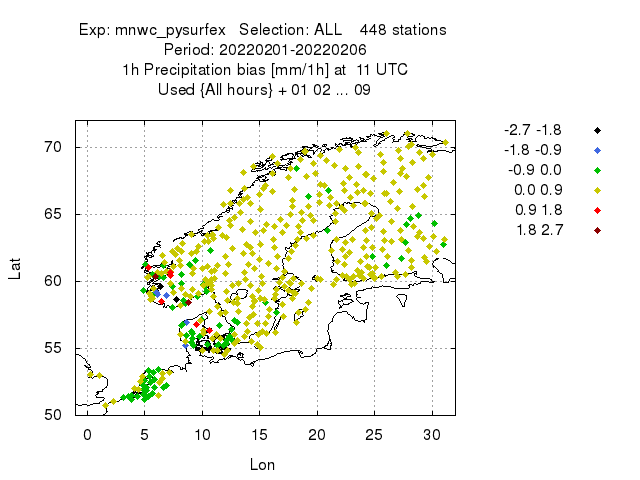 Exp: mnwc_pysurfex Selection: ALL 448 stations
Period: 20220201-20220206
1h Precipitation bias [mm/1h] at 11 UTC
Used {All hours} + 01 02 ... 09
-2.7 -1.8
-1.8 -0.9
-0.9 0.0
0.0 0.9
0.9 1.8
1.8 2.7
70
65
60
55
50
Lat
0 5 10 15 20 25 30
Lon